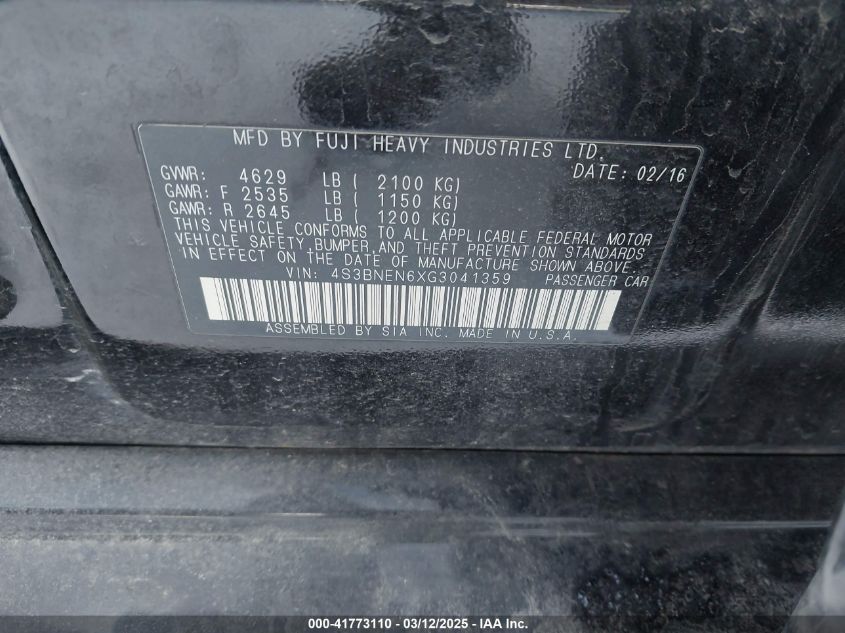 MFD BY FUJI HEAVY INDUSTRIES LTD.
GVWR: 4629 LB ( 2100 KG) DATE: 02/16
GAWR: F 2535 LB ( 1150 KG)
GAWR: R 2645 LB ( 1200 KG)
THIS VEHICLE CONFORMS TO ALL APPLICABLE FEDERAL MOTOR
VEHICLE SAFETY, BUMPER, AND THEFT PREVENTION STANDARDS
IN EFFECT ON THE DATE OF MANUFACTURE SHOWN ABOVE.
VIN: 4S3BNEN6XG3041359 PASSENGER CAR
ASSEMBLED BY SIA INC. MADE IN U.S.A.
000-41773110 - 03/12/2025 - IAA Inc.